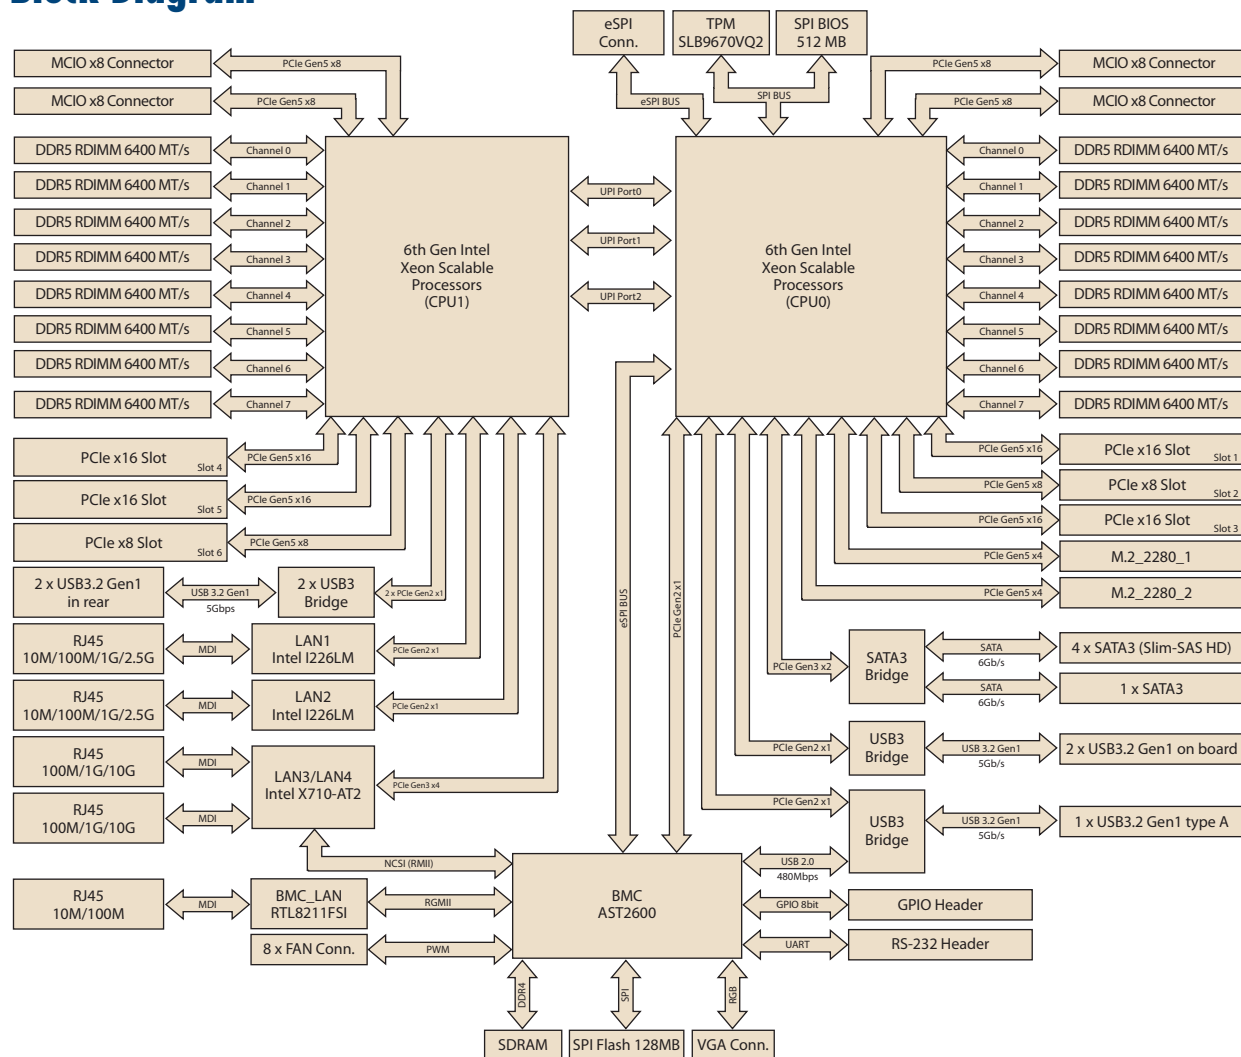 Block Diagram
eSPI
Conn.
TPM
SLB9670VQ2
SPI BIOS
512 MB
MCIO x8 Connector
PCIe Gen5 x8
MCIO x8 Connector
PCIe Gen5 x8
eSPI BUS
SPI BUS
PCIe Gen5 x8
MCIO x8 Connector
PCIe Gen5 x8
MCIO x8 Connector
DDR5 RDIMM 6400 MT/s
Channel 0
DDR5 RDIMM 6400 MT/s
Channel 1
DDR5 RDIMM 6400 MT/s
Channel 2
DDR5 RDIMM 6400 MT/s
Channel 3
DDR5 RDIMM 6400 MT/s
Channel 4
DDR5 RDIMM 6400 MT/s
Channel 5
DDR5 RDIMM 6400 MT/s
Channel 6
DDR5 RDIMM 6400 MT/s
Channel 7
6th Gen Intel
Xeon Scalable
Processors
(CPU1)
UPI Port0
UPI Port1
UPI Port2
6th Gen Intel
Xeon Scalable
Processors
(CPU0)
Channel 0
DDR5 RDIMM 6400 MT/s
Channel 1
DDR5 RDIMM 6400 MT/s
Channel 2
DDR5 RDIMM 6400 MT/s
Channel 3
DDR5 RDIMM 6400 MT/s
Channel 4
DDR5 RDIMM 6400 MT/s
Channel 5
DDR5 RDIMM 6400 MT/s
Channel 6
DDR5 RDIMM 6400 MT/s
Channel 7
DDR5 RDIMM 6400 MT/s
PCIe x16 Slot
Slot 4
PCIe Gen5 x16
PCIe x16 Slot
Slot 5
PCIe Gen5 x16
PCIe x8 Slot
Slot 6
PCIe Gen5 x8
2 x USB3.2 Gen1
in rear
USB 3.2 Gen1
5Gbps
2 x USB3
Bridge
2 x PCIe Gen2 x1
RJ45
10M/100M/1G/2.5G
MDI
LAN1
Intel I226LM
PCIe Gen2 x1
RJ45
10M/100M/1G/2.5G
MDI
LAN2
Intel I226LM
PCIe Gen2 x1
RJ45
100M/1G/10G
MDI
LAN3/LAN4
Intel X710-AT2
PCIe Gen3 x4
RJ45
100M/1G/10G
MDI
eSPI BUS
PCIe Gen2 x1
PCIe Gen5 x16
PCIe x16 Slot
Slot 1
PCIe Gen5 x8
PCIe x8 Slot
Slot 2
PCIe Gen5 x16
PCIe x16 Slot
Slot 3
PCIe Gen5 x4
M.2_2280_1
PCIe Gen5 x4
M.2_2280_2
PCIe Gen3 x2
SATA3
Bridge
SATA
6Gb/s
4 x SATA3 (Slim-SAS HD)
SATA
6Gb/s
1 x SATA3
PCIe Gen2 x1
USB3
Bridge
USB 3.2 Gen1
5Gb/s
2 x USB3.2 Gen1 on board
PCIe Gen2 x1
USB3
Bridge
USB 3.2 Gen1
5Gb/s
1 x USB3.2 Gen1 type A
NCSI (RMII)
USB 2.0
480Mbps
RJ45
10M/100M
MDI
BMC_LAN
RTL8211FSI
RGMII
BMC
AST2600
GPIO 8bit
GPIO Header
8 x FAN Conn.
PWM
UART
RS-232 Header
DDR4
SPI
RGB
SDRAM
SPI Flash 128MB
VGA Conn.